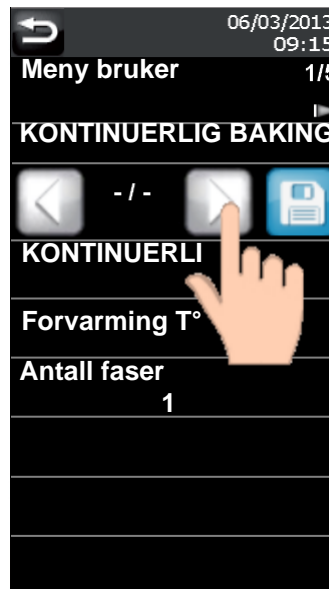 06/03/2013
09:15
Meny bruker 1/5
KONTINUERLIG BAKING
- / -
KONTINUERLI
Forvarming T°
Antall faser
1